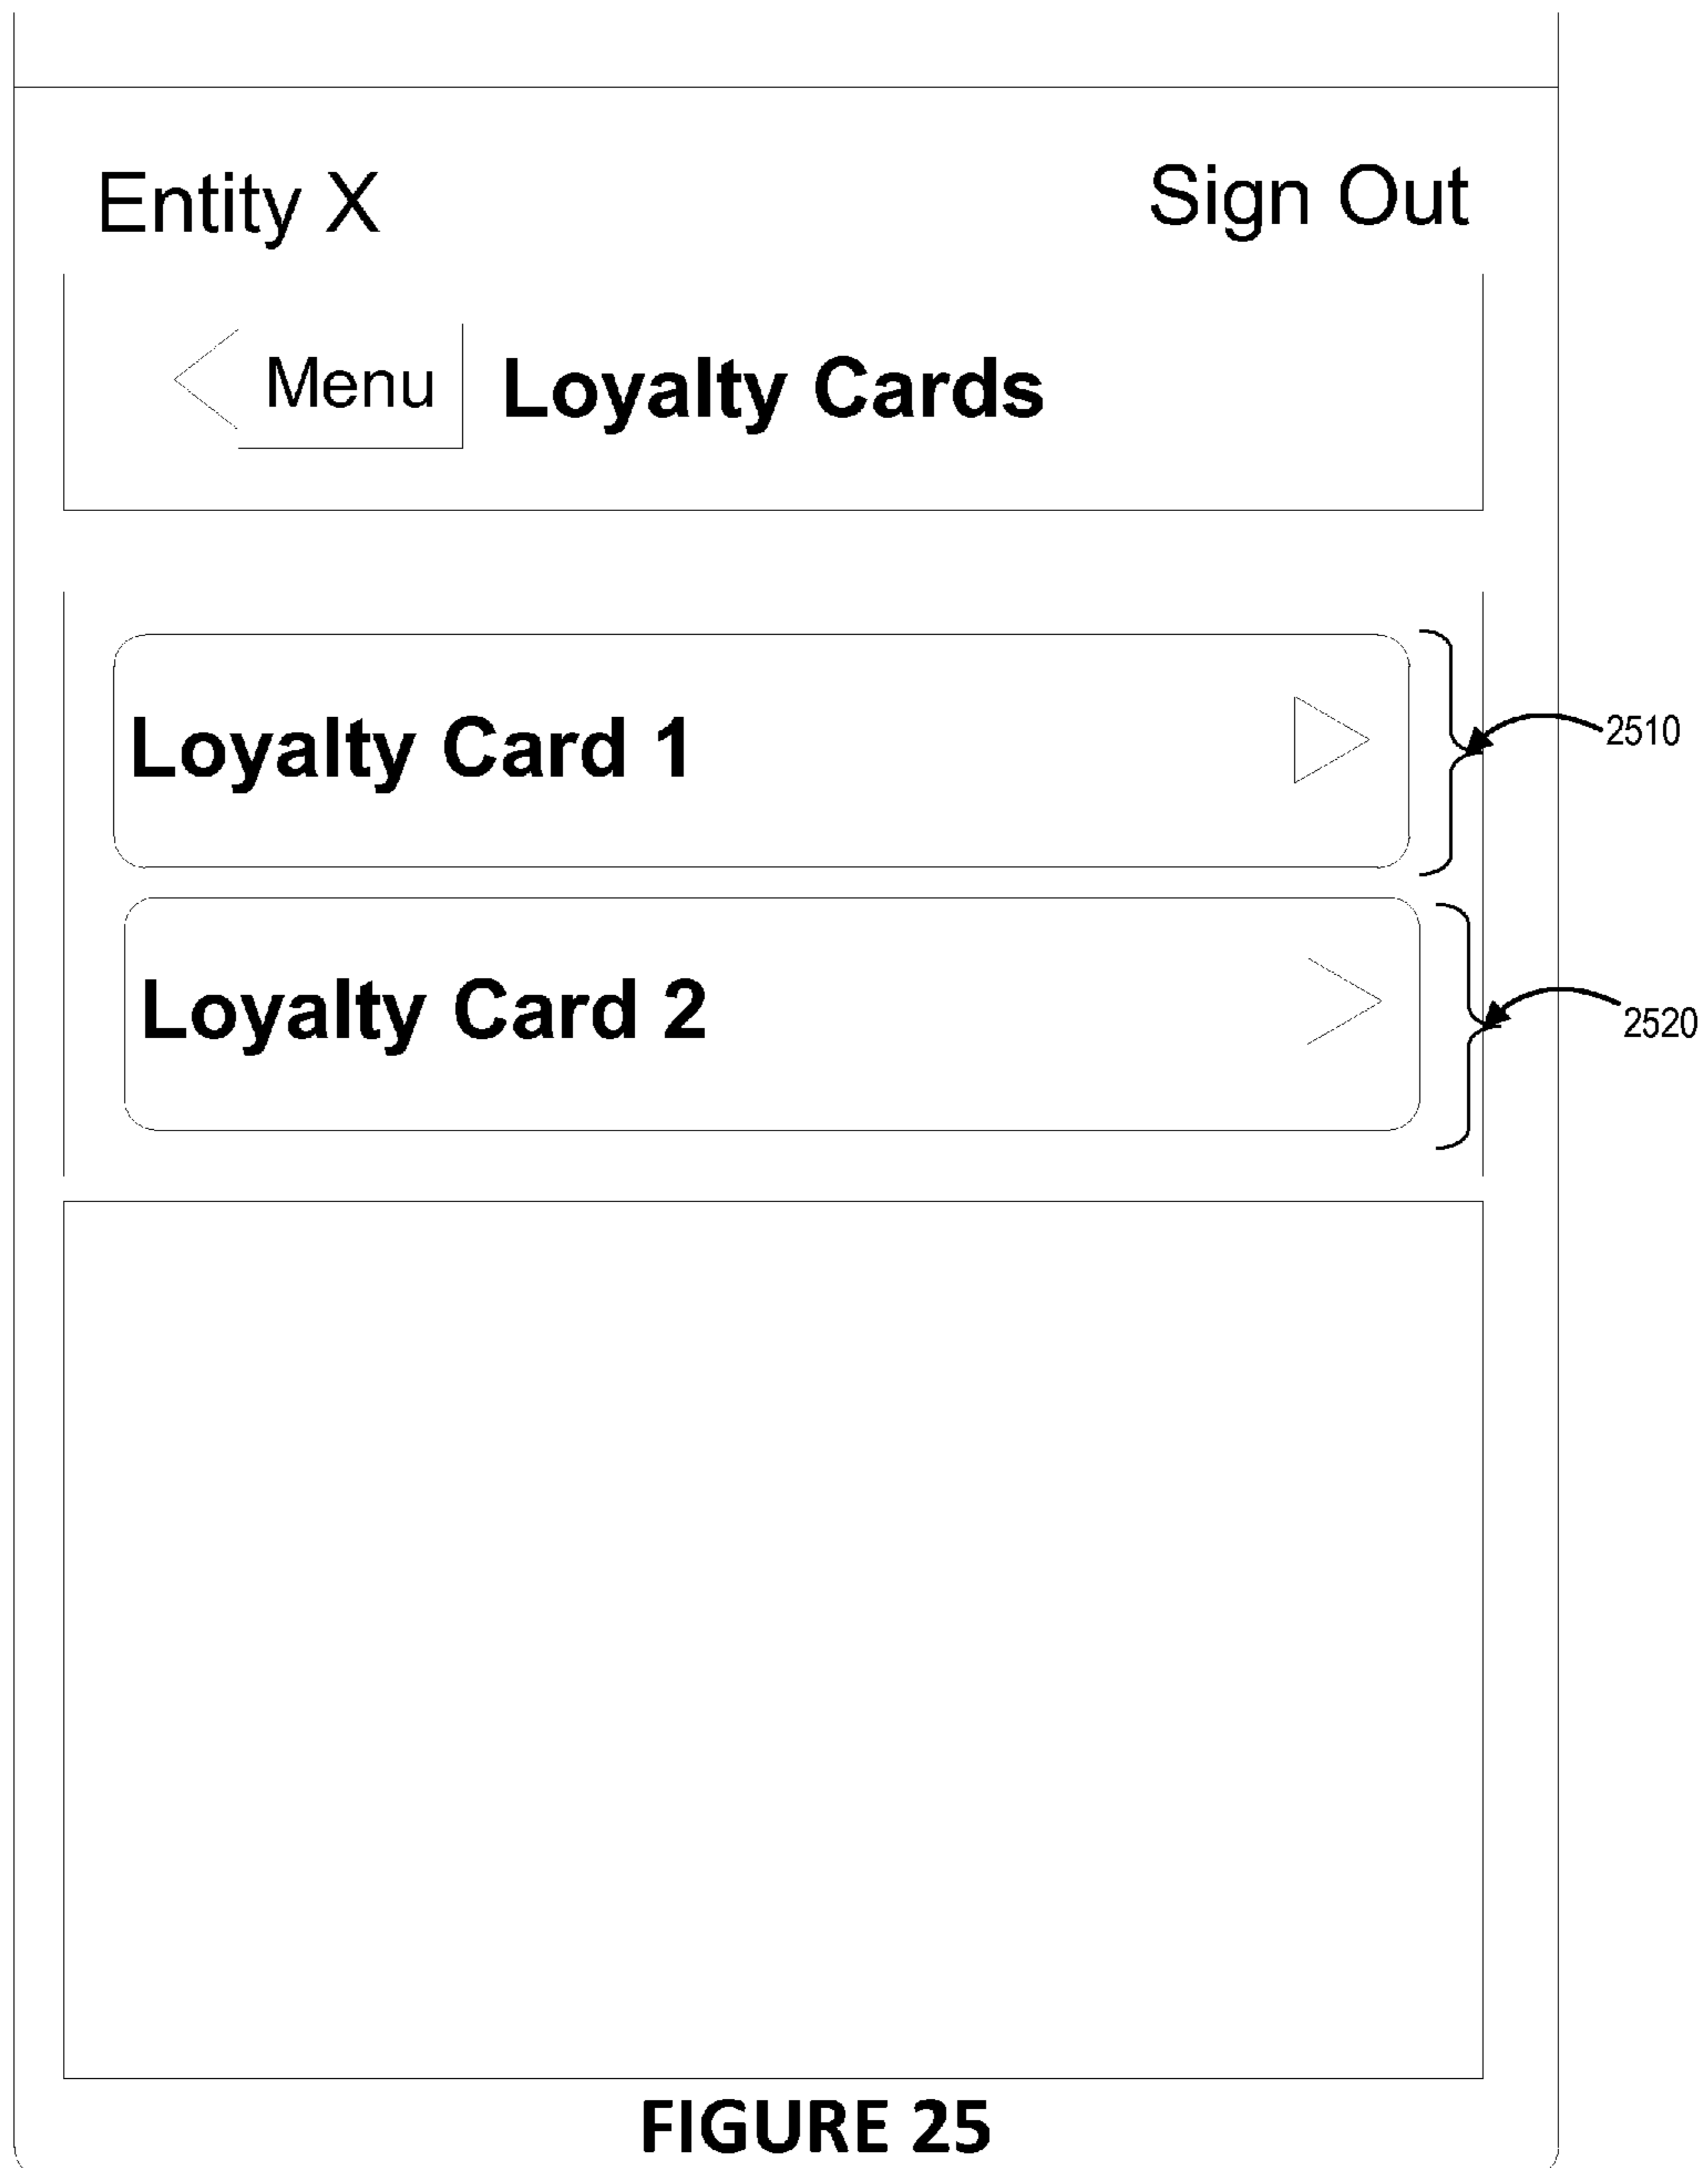 Entity X Sign Out
Menu Loyalty Cards
Loyalty Card 1
2510
Loyalty Card 2
2520
FIGURE 25